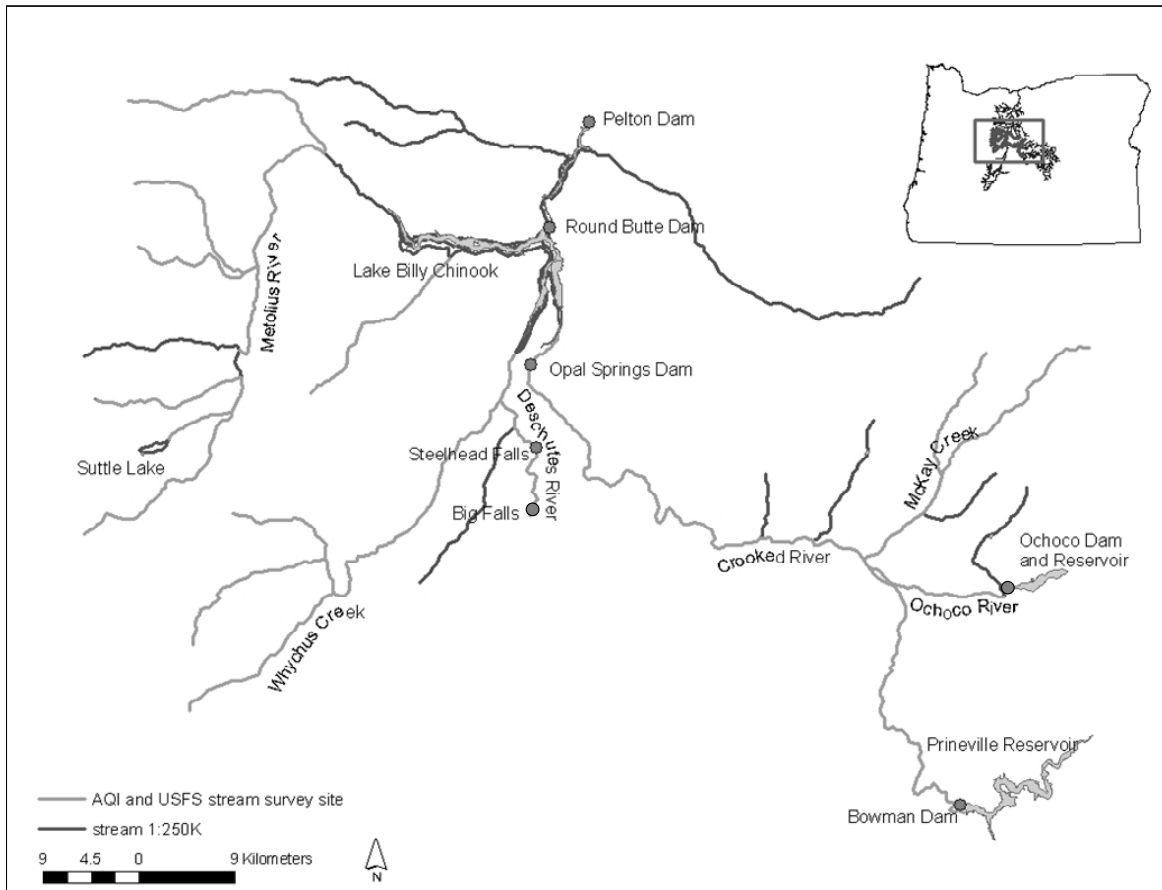 Pelton Dam
Round Butte Dam
Lake Billy Chinook
Metolius River
Opal Springs Dam
Deschutes River
Steelhead Falls
Suttle Lake
Big Falls
McKay Creek
Crooked River
Ochoco Dam
and Reservoir
Ochoco River
Whychus Creek
Prineville Reservoir
Bowman Dam
AQI and USFS stream survey site
stream 1:250K
9 4.5 0 9 Kilometers
N